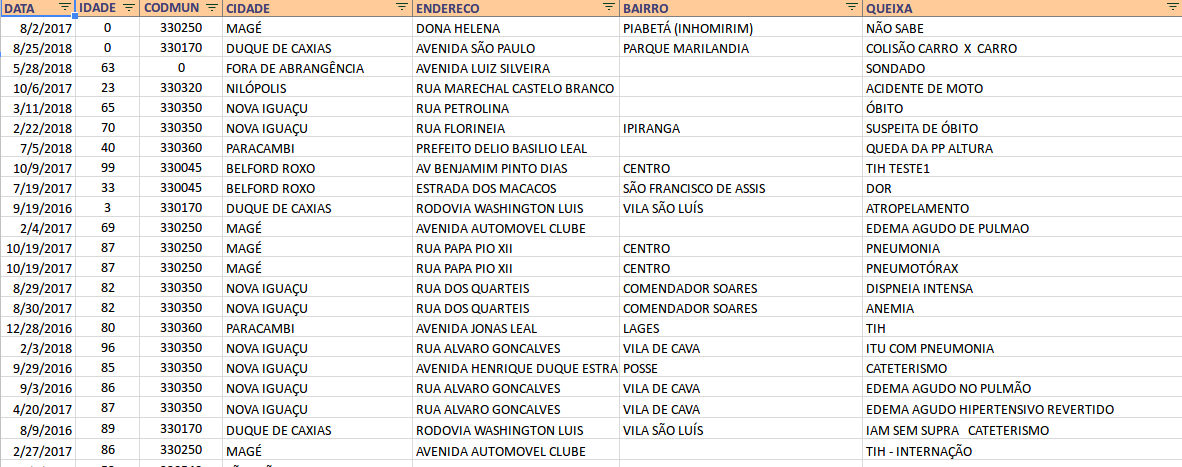 DATA IDADE CODMUN CIDADE ENDERECO BAIRRO QUEIXA
8/2/2017 0 330250 MAGÉ DONA HELENA PIABETÁ (INHOMIRIM) NÃO SABE
8/25/2018 0 330170 DUQUE DE CAXIAS AVENIDA SÃO PAULO PARQUE MARILANDIA COLISÃO CARRO X CARRO
5/28/2018 63 0 FORA DE ABRANGÊNCIA AVENIDA LUIZ SILVEIRA SONDADO
10/6/2017 23 330320 NILÓPOLIS RUA MARECHAL CASTELO BRANCO ACIDENTE DE MOTO
3/11/2018 65 330350 NOVA IGUAÇU RUA PETROLINA ÓBITO
2/22/2018 70 330350 NOVA IGUAÇU RUA FLORINEIA IPIRANGA SUSPEITA DE ÓBITO
7/5/2018 40 330360 PARACAMBI PREFEITO DELIO BASILIO LEAL QUEDA DA PP ALTURA
10/9/2017 99 330045 BELFORD ROXO AV BENJAMIM PINTO DIAS CENTRO TIH TESTE1
7/19/2017 33 330045 BELFORD ROXO ESTRADA DOS MACACOS SÃO FRANCISCO DE ASSIS DOR
9/19/2016 3 330170 DUQUE DE CAXIAS RODOVIA WASHINGTON LUIS VILA SÃO LUÍS ATROPELAMENTO
2/4/2017 69 330250 MAGÉ AVENIDA AUTOMOVEL CLUBE EDEMA AGUDO DE PULMAO
10/19/2017 87 330250 MAGÉ RUA PAPA PIO XII CENTRO PNEUMONIA
10/19/2017 87 330250 MAGÉ RUA PAPA PIO XII CENTRO PNEUMOTÓRAX
8/29/2017 82 330350 NOVA IGUAÇU RUA DOS QUARTEIS COMENDADOR SOARES DISPNEIA INTENSA
8/30/2017 82 330350 NOVA IGUAÇU RUA DOS QUARTEIS COMENDADOR SOARES ANEMIA
12/28/2016 80 330360 PARACAMBI AVENIDA JONAS LEAL LAGES TIH
2/3/2018 96 330350 NOVA IGUAÇU RUA ALVARO GONCALVES VILA DE CAVA ITU COM PNEUMONIA
9/29/2016 85 330350 NOVA IGUAÇU AVENIDA HENRIQUE DUQUE ESTRA POSSE CATETERISMO
9/3/2016 86 330350 NOVA IGUAÇU RUA ALVARO GONCALVES VILA DE CAVA EDEMA AGUDO NO PULMÃO
4/20/2017 87 330350 NOVA IGUAÇU RUA ALVARO GONCALVES VILA DE CAVA EDEMA AGUDO HIPERTENSIVO REVERTIDO
8/9/2016 89 330170 DUQUE DE CAXIAS RODOVIA WASHINGTON LUIS VILA SÃO LUÍS IAM SEM SUPRA CATETERISMO
2/27/2017 86 330250 MAGÉ AVENIDA AUTOMOVEL CLUBE TIH - INTERNAÇÃO